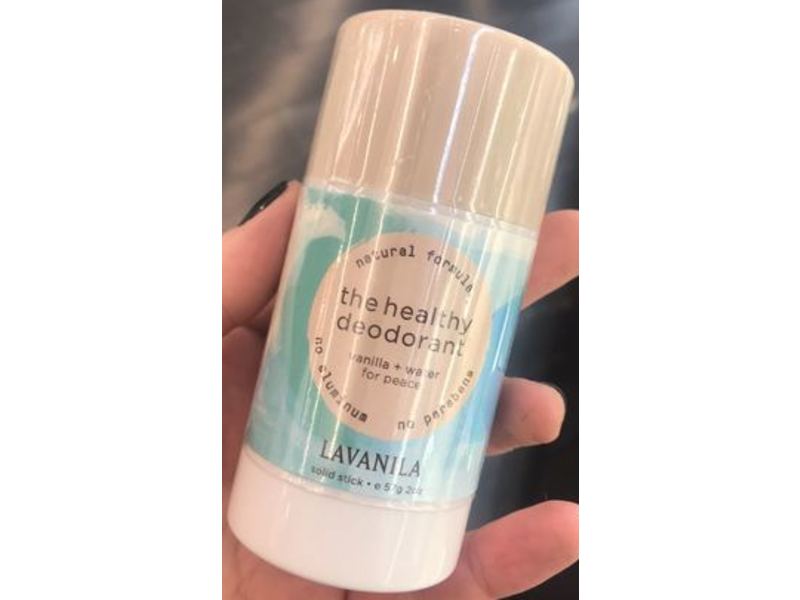 natural formula
the healthy
deodorant
vanilla + water
for peace
no aluminum
no parabens
LAVANILA
solid stick • e 57g 2oz